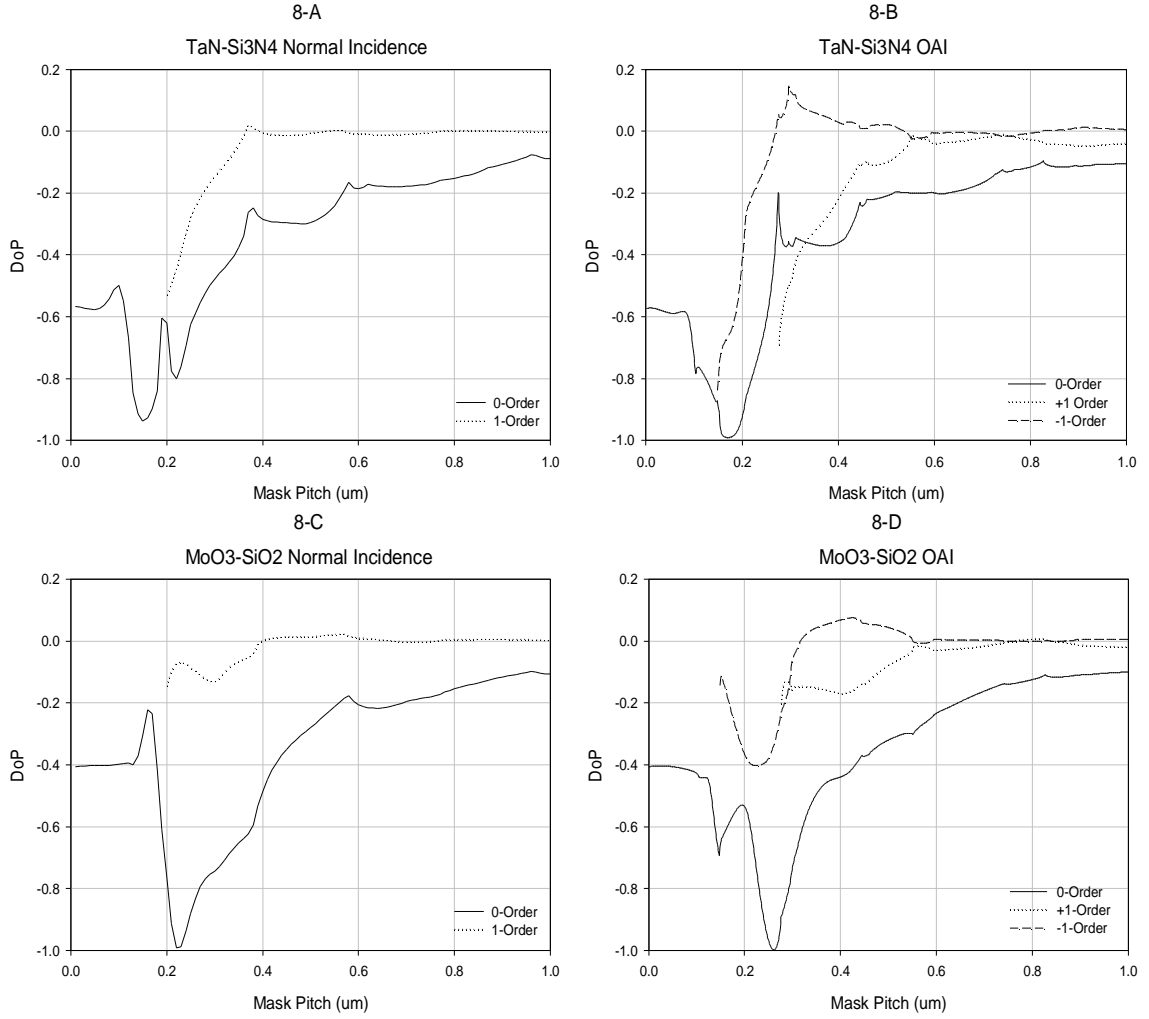 8-A
TaN-Si3N4 Normal Incidence
0.2
0.0
-0.2
-0.4
-0.6
-0.8
-1.0
DoP
0-Order
1-Order
0.0 0.2 0.4 0.6 0.8 1.0
Mask Pitch (um)
8-B
TaN-Si3N4 OAI
0.2
0.0
-0.2
-0.4
-0.6
-0.8
-1.0
DoP
0-Order
+1 Order
-1-Order
0.0 0.2 0.4 0.6 0.8 1.0
Mask Pitch (um)
8-C
MoO3-SiO2 Normal Incidence
0.2
0.0
-0.2
-0.4
-0.6
-0.8
-1.0
DoP
0-Order
1-Order
0.0 0.2 0.4 0.6 0.8 1.0
Mask Pitch (um)
8-D
MoO3-SiO2 OAI
0.2
0.0
-0.2
-0.4
-0.6
-0.8
-1.0
DoP
0-Order
+1-Order
-1-Order
0.0 0.2 0.4 0.6 0.8 1.0
Mask Pitch (um)